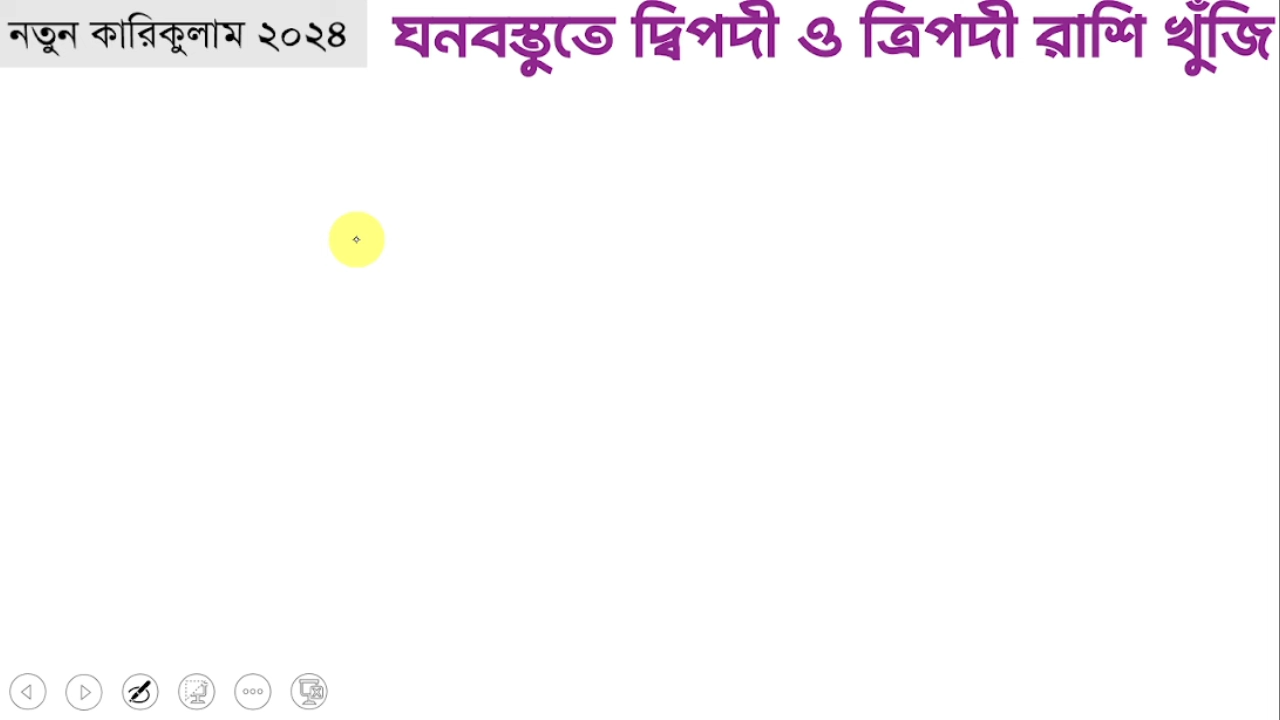 নতুন কারিকুলাম ২০২৪ ঘনবস্তুতে দ্বিপদী ও ত্রিপদী রাশি খুঁজি